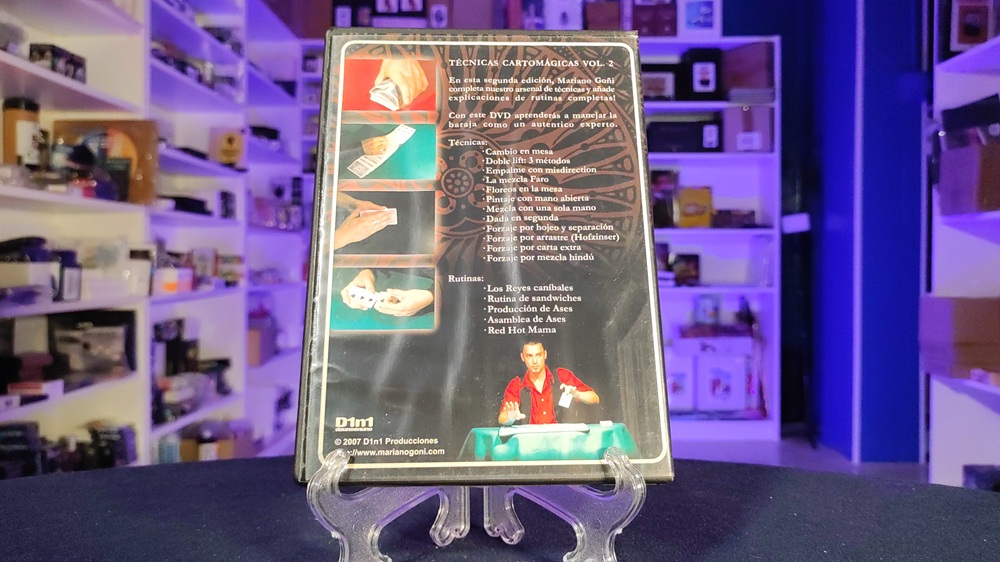 TÉCNICAS CARTOMÁGICAS VOL. 2
En esta segunda edición, Mariano Goñi
completa nuestro arsenal de técnicas y añade
explicaciones de rutinas completas!
Con este DVD aprenderás a manejar la
baraja como un autentico experto.
Técnicas:
· Cambio en mesa
· Doble lift: 3 métodos
· Empalme con misdirection
· La mezcla Faro
· Floreos en la mesa
· Pintaje con mano abierta
· Mezcla con una sola mano
· Dada en segunda
· Forzaje por hojeo y separación
· Forzaje por arrastre (Hofzinser)
· Forzaje por carta extra
· Forzaje por mezcla hindú
Rutinas:
· Los Reyes caníbales
· Rutina de sandwiches
· Producción de Ases
· Asamblea de Ases
· Red Hot Mama
D1n1
deunoenuno
© 2007 D1n1 Producciones
://www.marianogoni.com